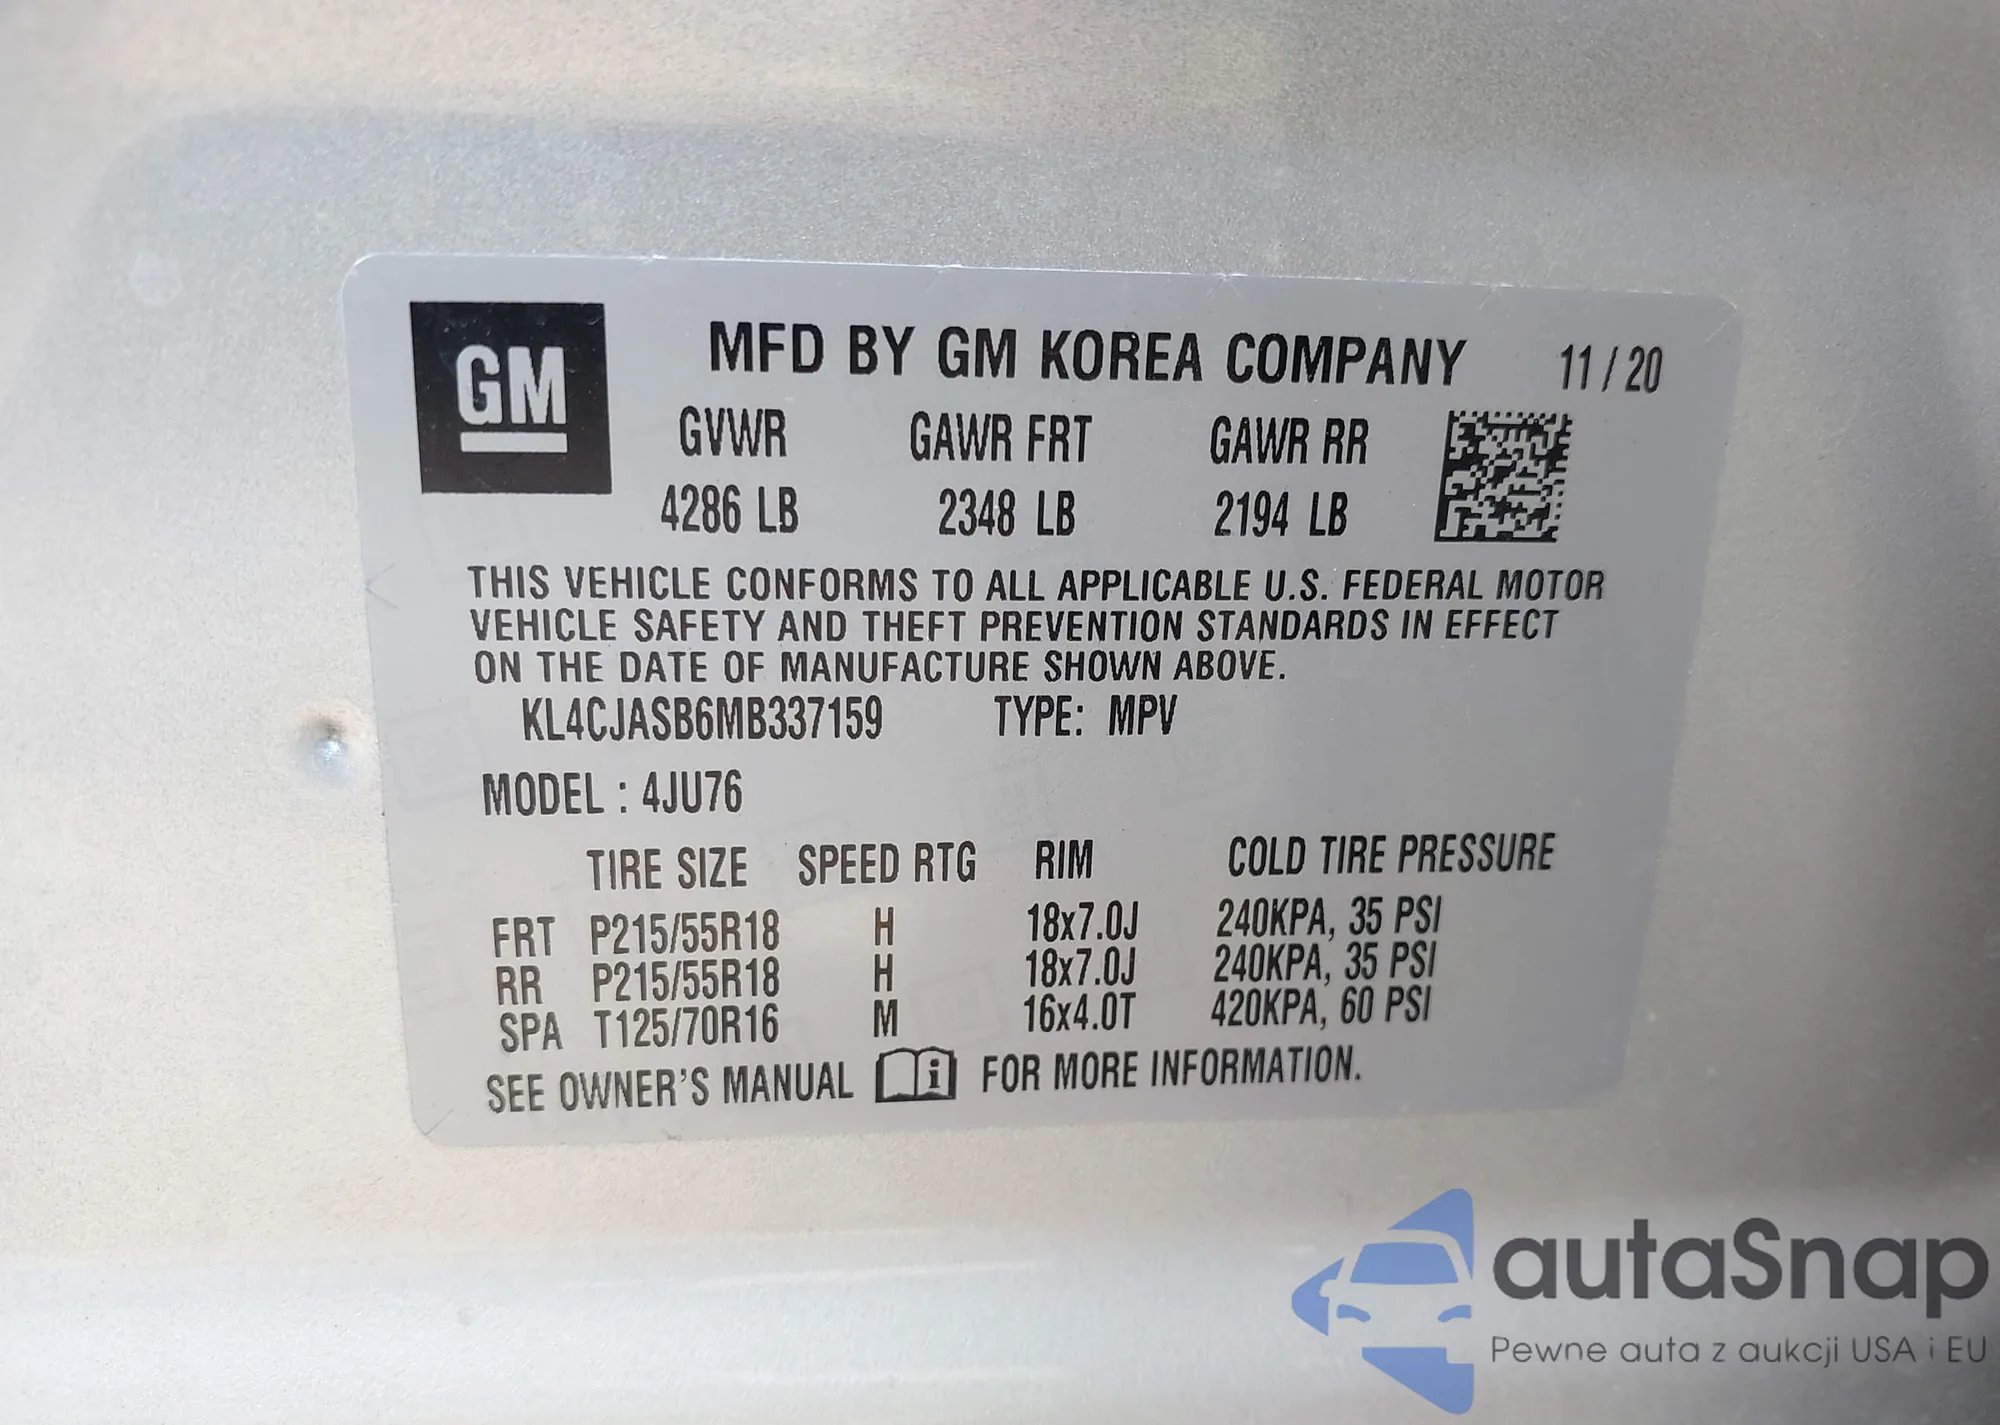 GM
MFD BY GM KOREA COMPANY 11 / 20
GVWR GAWR FRT GAWR RR
4286 LB 2348 LB 2194 LB
THIS VEHICLE CONFORMS TO ALL APPLICABLE U.S. FEDERAL MOTOR
VEHICLE SAFETY AND THEFT PREVENTION STANDARDS IN EFFECT
ON THE DATE OF MANUFACTURE SHOWN ABOVE.
KL4CJASB6MB337159 TYPE: MPV
MODEL : 4JU76
TIRE SIZE SPEED RTG RIM COLD TIRE PRESSURE
FRT P215/55R18 H 18x7.0J 240KPA, 35 PSI
RR P215/55R18 H 18x7.0J 240KPA, 35 PSI
SPA T125/70R16 M 16x4.0T 420KPA, 60 PSI
SEE OWNER'S MANUAL i FOR MORE INFORMATION.
autaSnap
Pewne auta z aukcji USA i EU